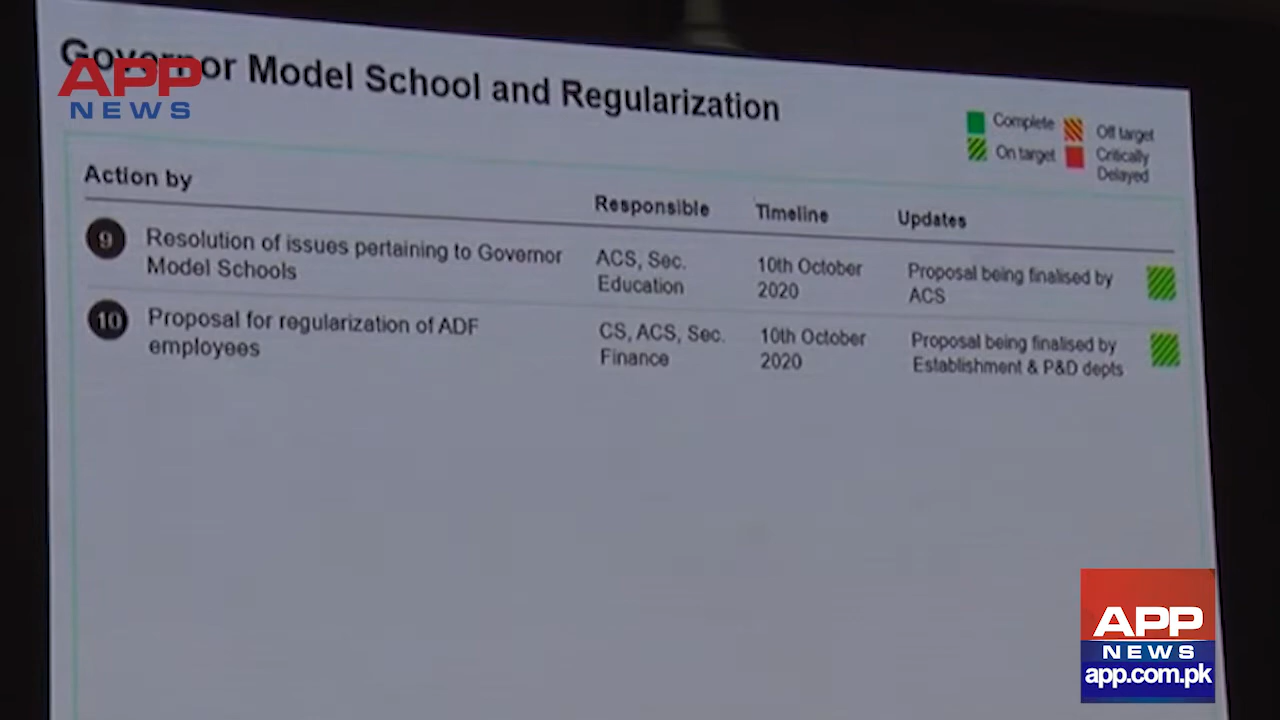 Governor Model School and Regularization
APP
NEWS
Complete
Off target
On target
Critically
Delayed
Action by
Responsible
Timeline
Updates
9
Resolution of issues pertaining to Governor
Model Schools
ACS, Sec.
Education
10th October
2020
Proposal being finalised by
ACS
10
Proposal for regularization of ADF
employees
CS, ACS, Sec.
Finance
10th October
2020
Proposal being finalised by
Establishment & P&D depts
APP
NEWS
app.com.pk